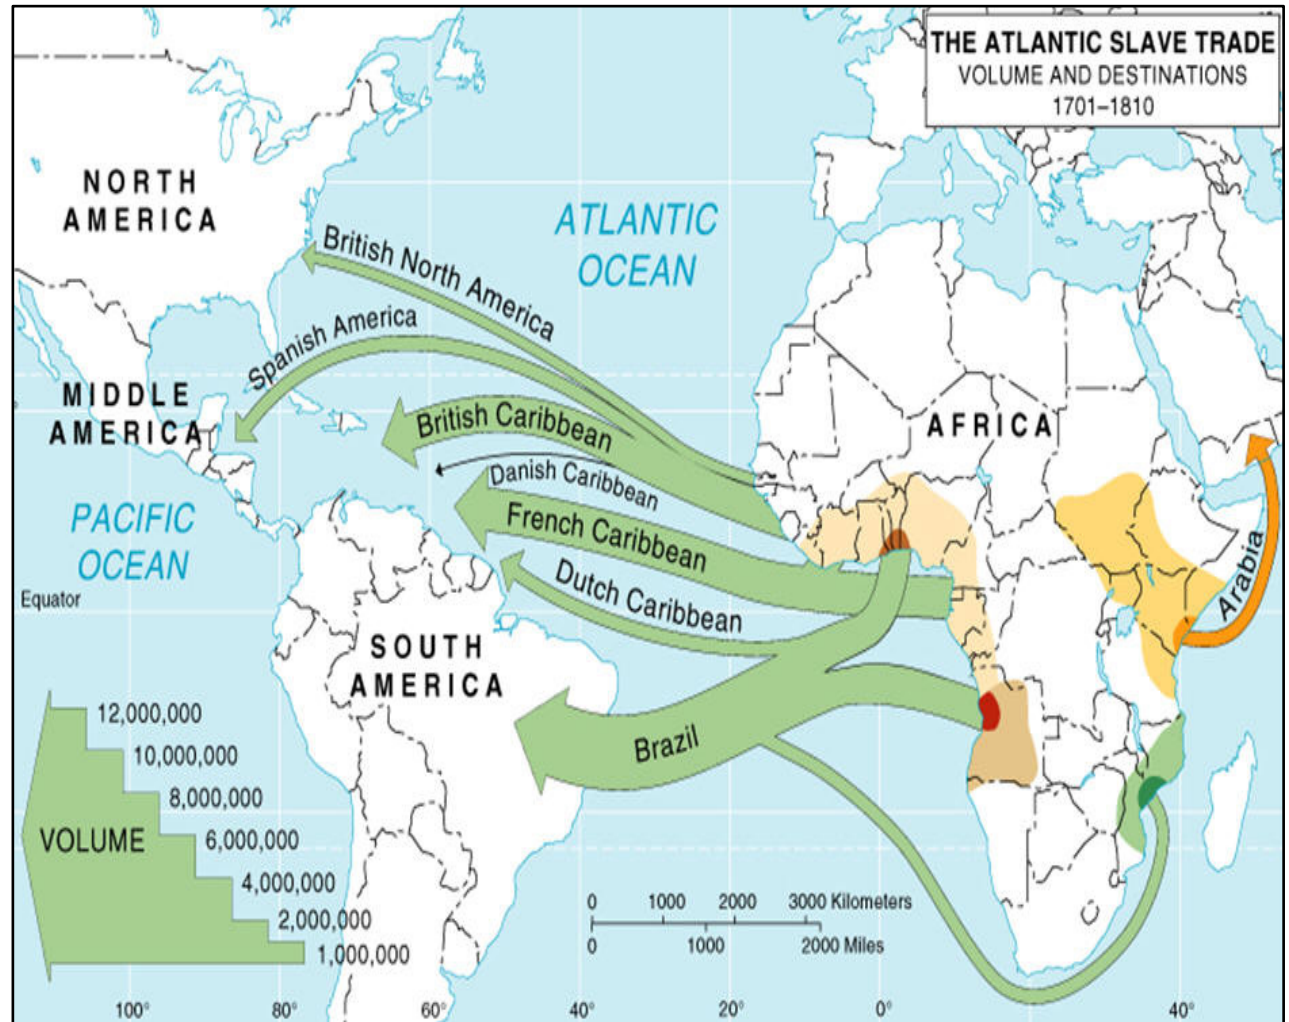 THE ATLANTIC SLAVE TRADE
VOLUME AND DESTINATIONS
1701–1810
NORTH
AMERICA
ATLANTIC
OCEAN
British North America
Spanish America
MIDDLE
AMERICA
British Caribbean
AFRICA
Danish Caribbean
PACIFIC
OCEAN
French Caribbean
Arabia
Dutch Caribbean
Equator
SOUTH
AMERICA
Brazil
12,000,000
10,000,000
8,000,000
VOLUME
6,000,000
4,000,000
2,000,000
1,000,000
0 1000 2000 3000 Kilometers
0 1000 2000 Miles
100° 80° 60° 40° 20° 0° 40°